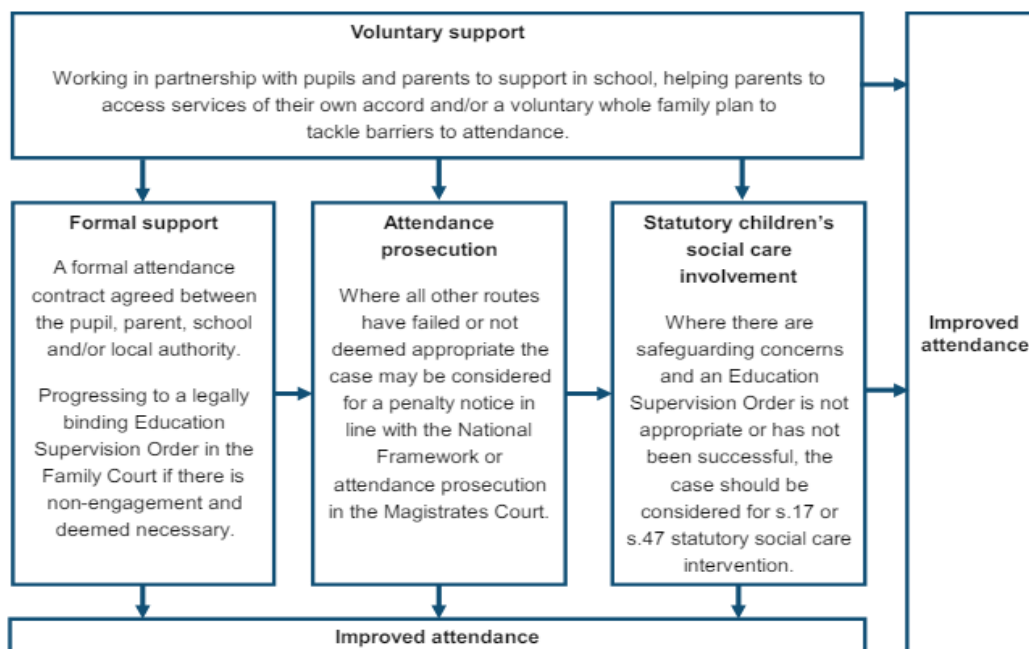 Voluntary support
Working in partnership with pupils and parents to support in school, helping parents to
access services of their own accord and/or a voluntary whole family plan to
tackle barriers to attendance.
Formal support
A formal attendance
contract agreed between
the pupil, parent, school
and/or local authority.
Progressing to a legally
binding Education
Supervision Order in the
Family Court if there is
non-engagement and
deemed necessary.
Attendance
prosecution
Where all other routes
have failed or not
deemed appropriate the
case may be considered
for a penalty notice in
line with the National
Framework or
attendance prosecution
in the Magistrates Court.
Statutory children's
social care
involvement
Where there are
safeguarding concerns
and an Education
Supervision Order is not
appropriate or has not
been successful, the
case should be
considered for s.17 or
s.47 statutory social care
intervention.
Improved
attendance
Improved attendance